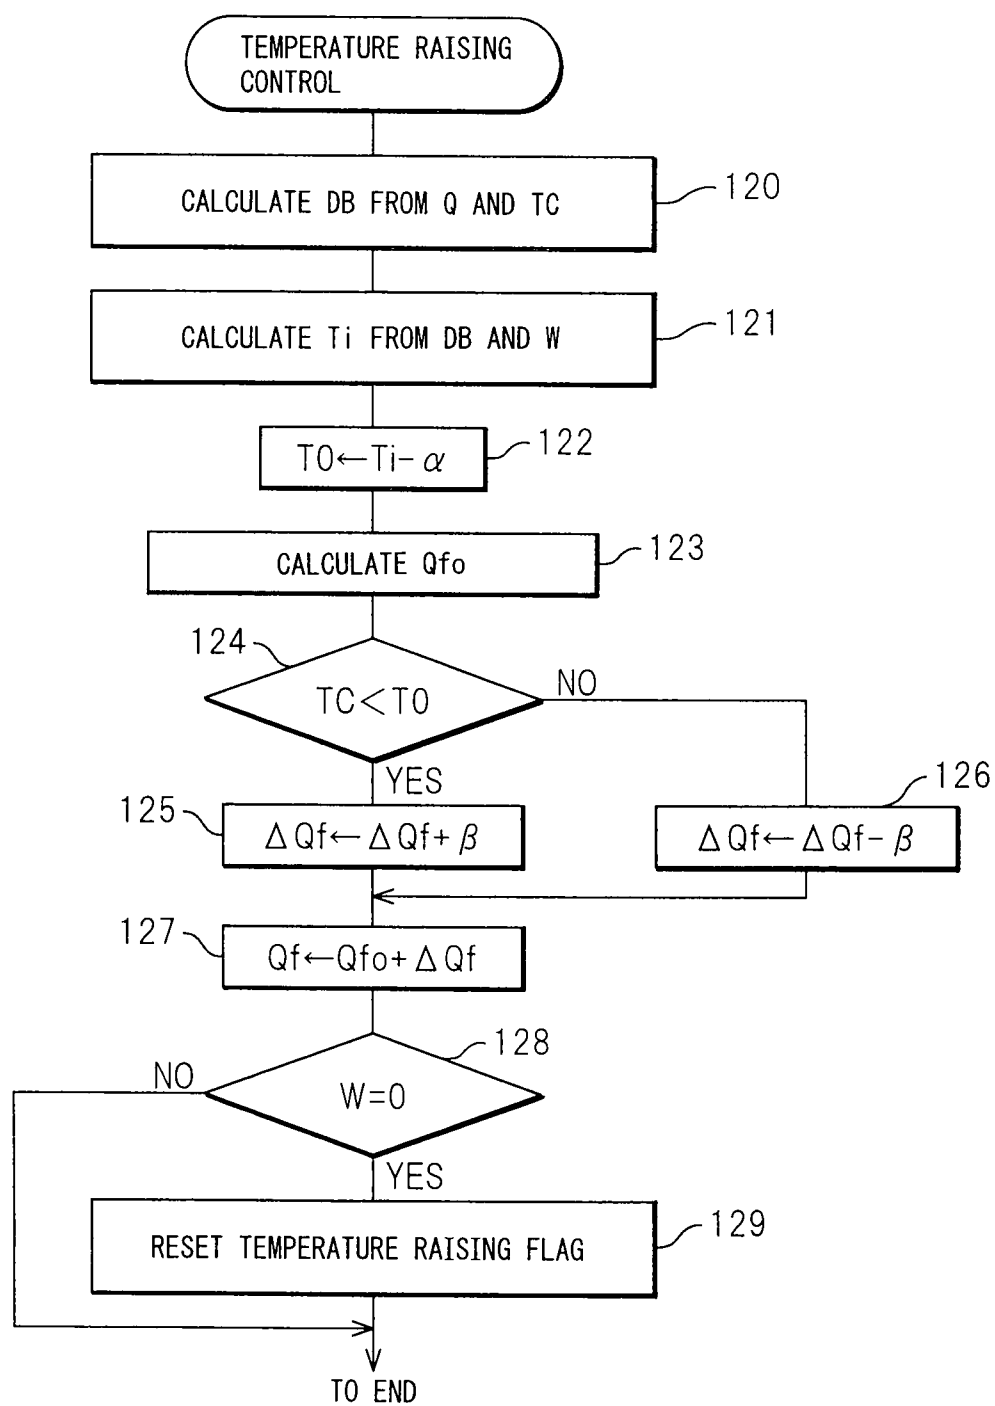 TEMPERATURE RAISING
CONTROL
CALCULATE DB FROM Q AND TC
120
CALCULATE Ti FROM DB AND W
121
T0←Ti-α
122
CALCULATE Qfo
123
124
TC<T0
NO
YES
125
ΔQf←ΔQf+β
126
ΔQf←ΔQf-β
127
Qf←Qfo+ΔQf
128
W=0
NO
YES
RESET TEMPERATURE RAISING FLAG
129
TO END